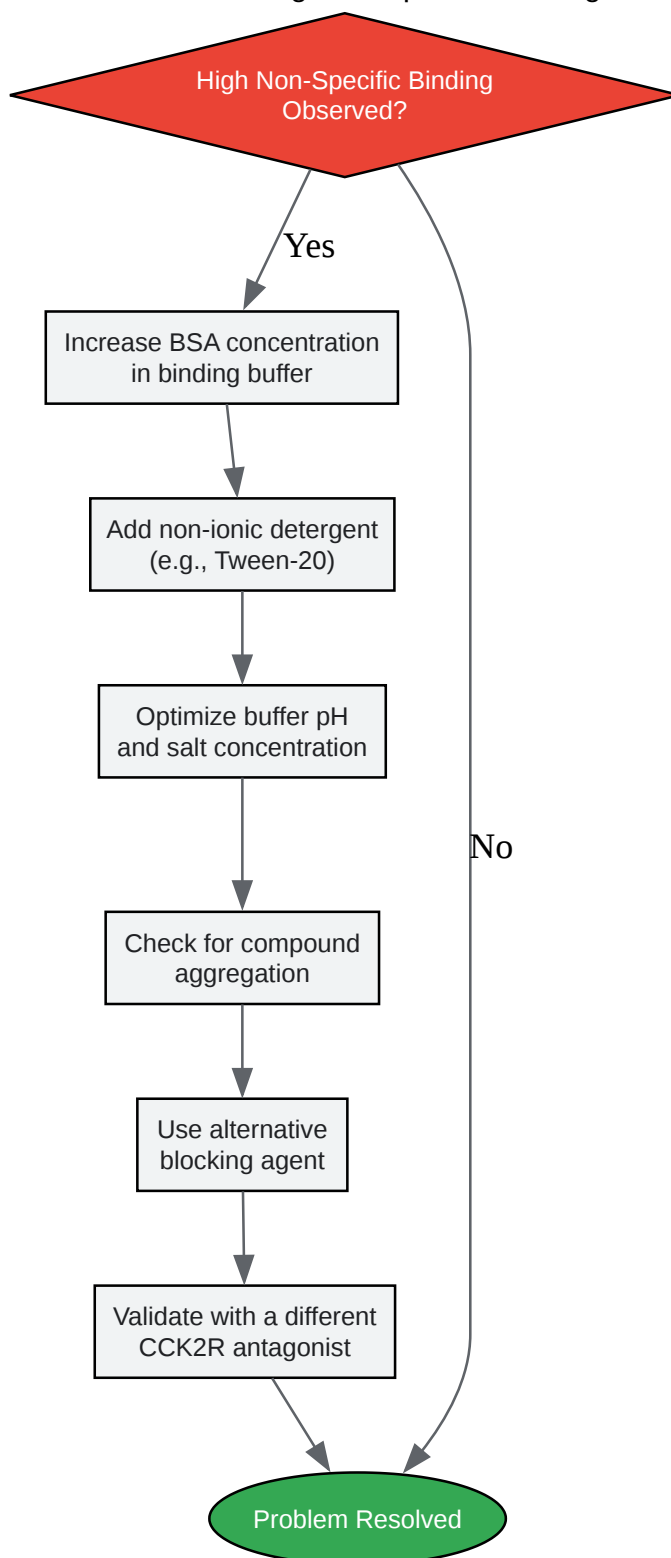 High Non-Specific Binding
Observed?
Yes
Increase BSA concentration
in binding buffer
Add non-ionic detergent
(e.g., Tween-20)
Optimize buffer pH
and salt concentration
No
Check for compound
aggregation
Use alternative
blocking agent
Validate with a different
CCK2R antagonist
Problem Resolved